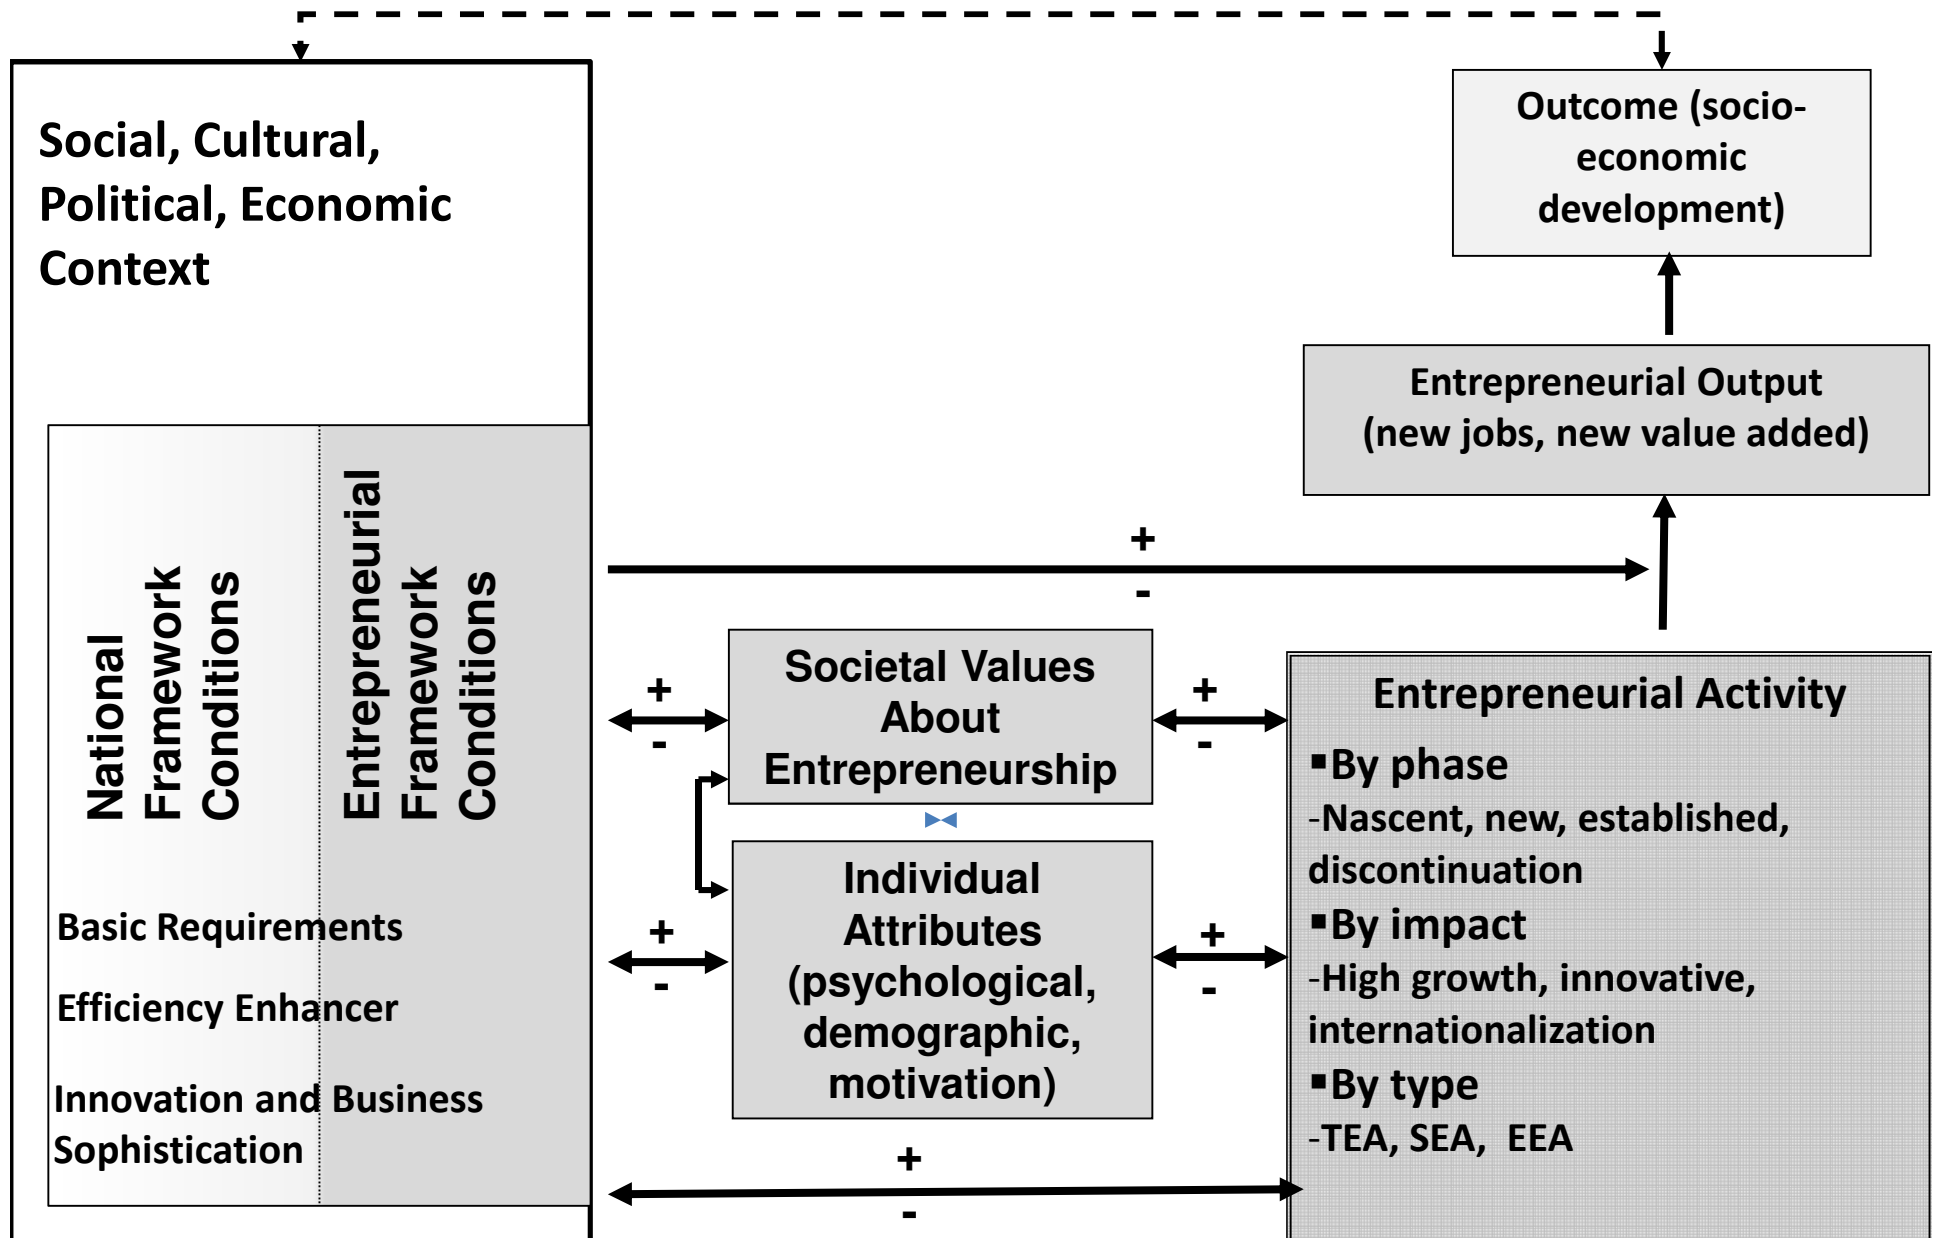 Social, Cultural,
Political, Economic
Context
National
Framework
Conditions
Entrepreneurial
Framework
Conditions
Basic Requirements
Efficiency Enhancer
Innovation and Business
Sophistication
+
-
Societal Values
About
Entrepreneurship
+
-
+
-
Individual
Attributes
(psychological,
demographic,
motivation)
+
-
+
-
+
-
Outcome (socio-
economic
development)
Entrepreneurial Output
(new jobs, new value added)
Entrepreneurial Activity
▪By phase
-Nascent, new, established,
discontinuation
▪By impact
-High growth, innovative,
internationalization
▪By type
-TEA, SEA, EEA